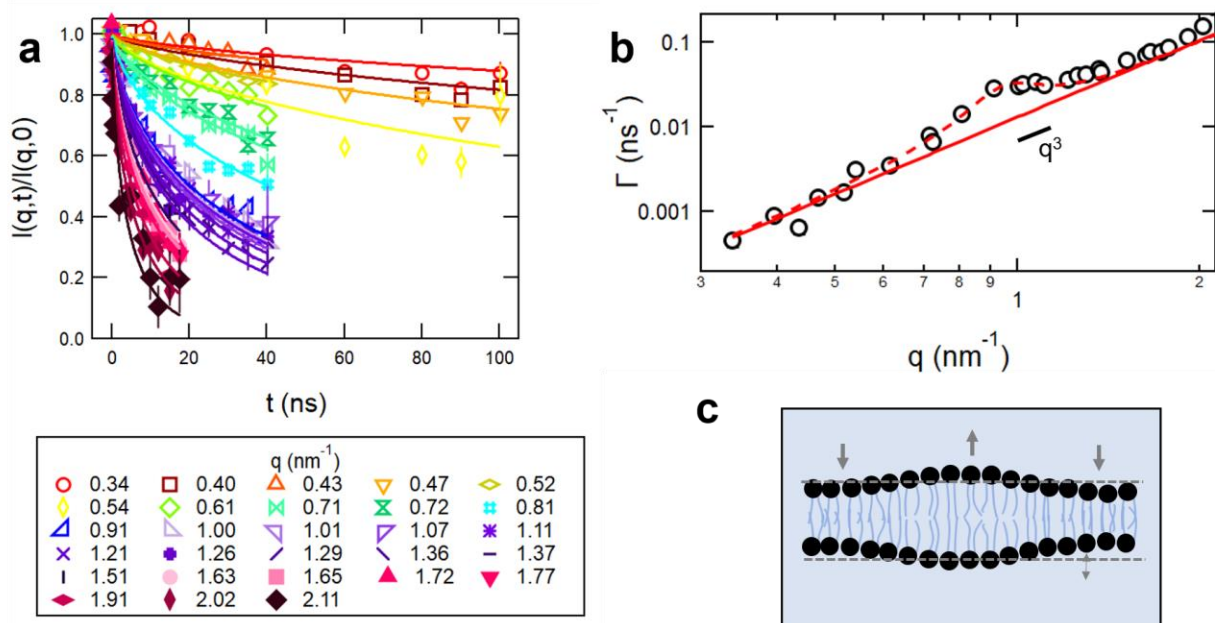 a
I(q,t)/I(q,0)
1.0
0.8
0.6
0.4
0.2
0.0
0 20 40 60 80 100
t (ns)
q (nm⁻¹)
0.34 0.40 0.43 0.47 0.52
0.54 0.61 0.71 0.72 0.81
0.91 1.00 1.01 1.07 1.11
1.21 1.26 1.29 1.36 1.37
1.51 1.63 1.65 1.72 1.77
1.91 2.02 2.11
b
Γ (ns⁻¹)
0.1
0.01
0.001
q³
3 4 5 6 7 8 9 1 2
q (nm⁻¹)
c